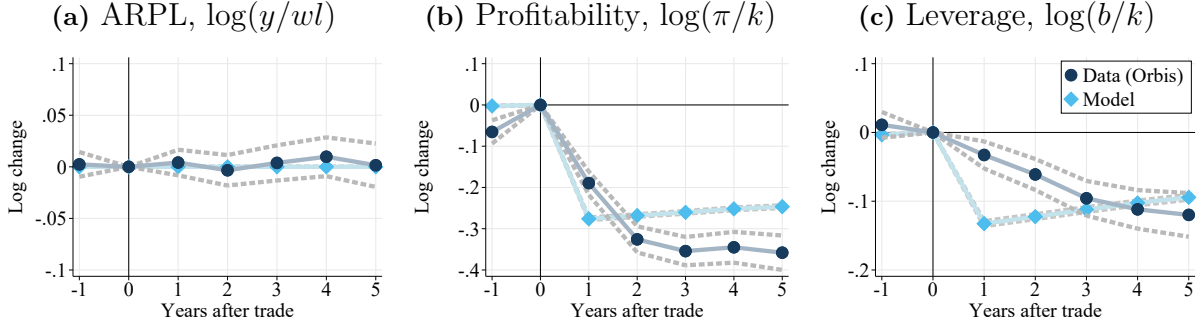 (a) ARPL, log(y/wl)
Log change
.1
.05
0
-.05
-.1
-1 0 1 2 3 4 5
Years after trade
(b) Profitability, log(π/k)
Log change
.1
0
-.1
-.2
-.3
-.4
-1 0 1 2 3 4 5
Years after trade
(c) Leverage, log(b/k)
Log change
.1
0
-.1
-.2
-1 0 1 2 3 4 5
Years after trade
Data (Orbis)
Model